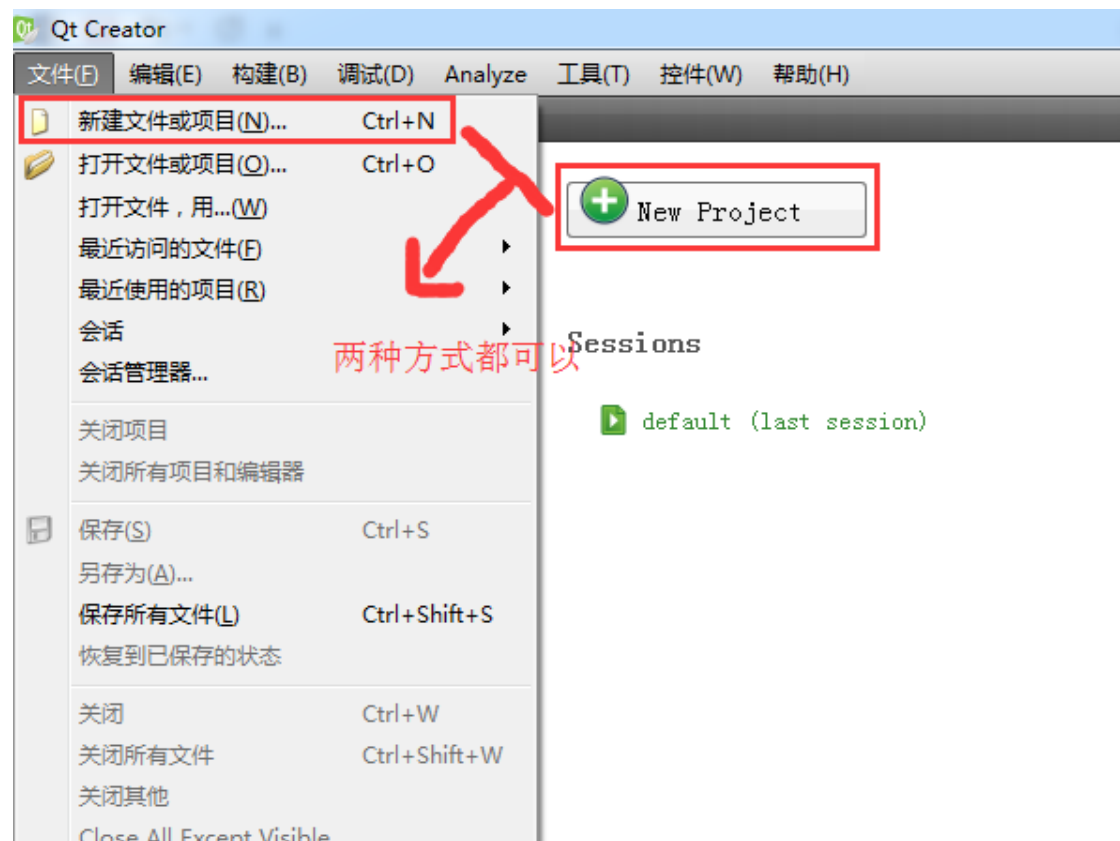 Qt Creator
文件(F) 编辑(E) 构建(B) 调试(D) Analyze 工具(T) 控件(W) 帮助(H)
新建文件或项目(N)... Ctrl+N
打开文件或项目(O)... Ctrl+O
New Project
打开文件，用...(W)
最近访问的文件(F)
最近使用的项目(R)
会话
Sessions
两种方式都可以
会话管理器...
default (last session)
关闭项目
关闭所有项目和编辑器
保存(S) Ctrl+S
另存为(A)...
保存所有文件(L) Ctrl+Shift+S
恢复到已保存的状态
关闭 Ctrl+W
关闭所有文件 Ctrl+Shift+W
关闭其他
Close All Except Visible